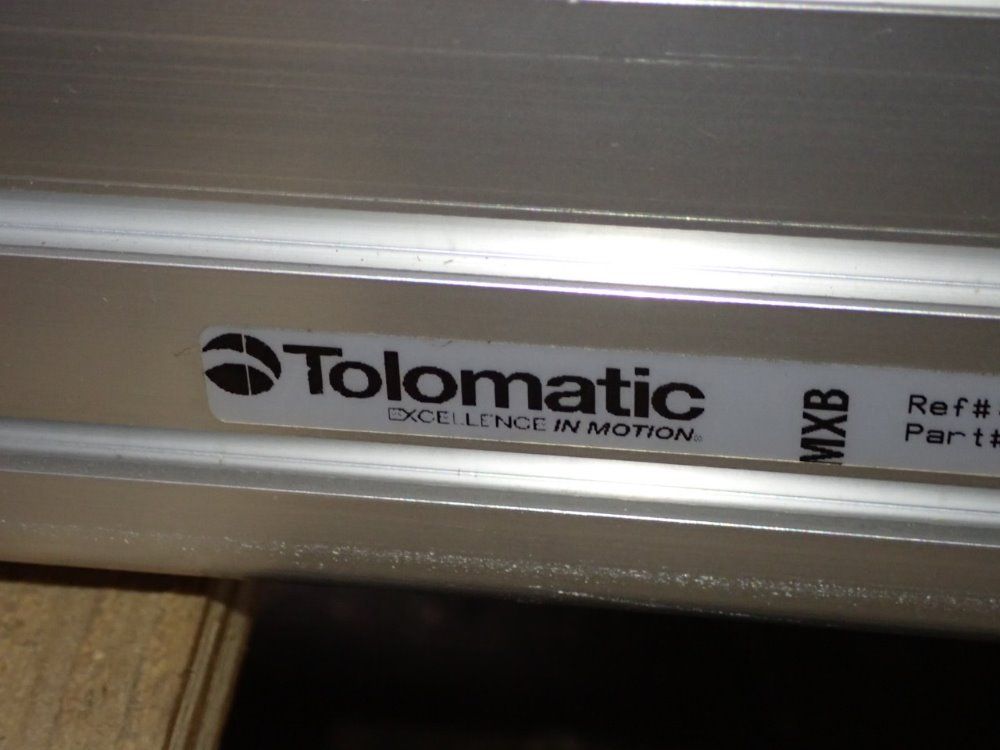 Tolomatic
EXCELLENCE IN MOTION
MXB
Ref#
Part#